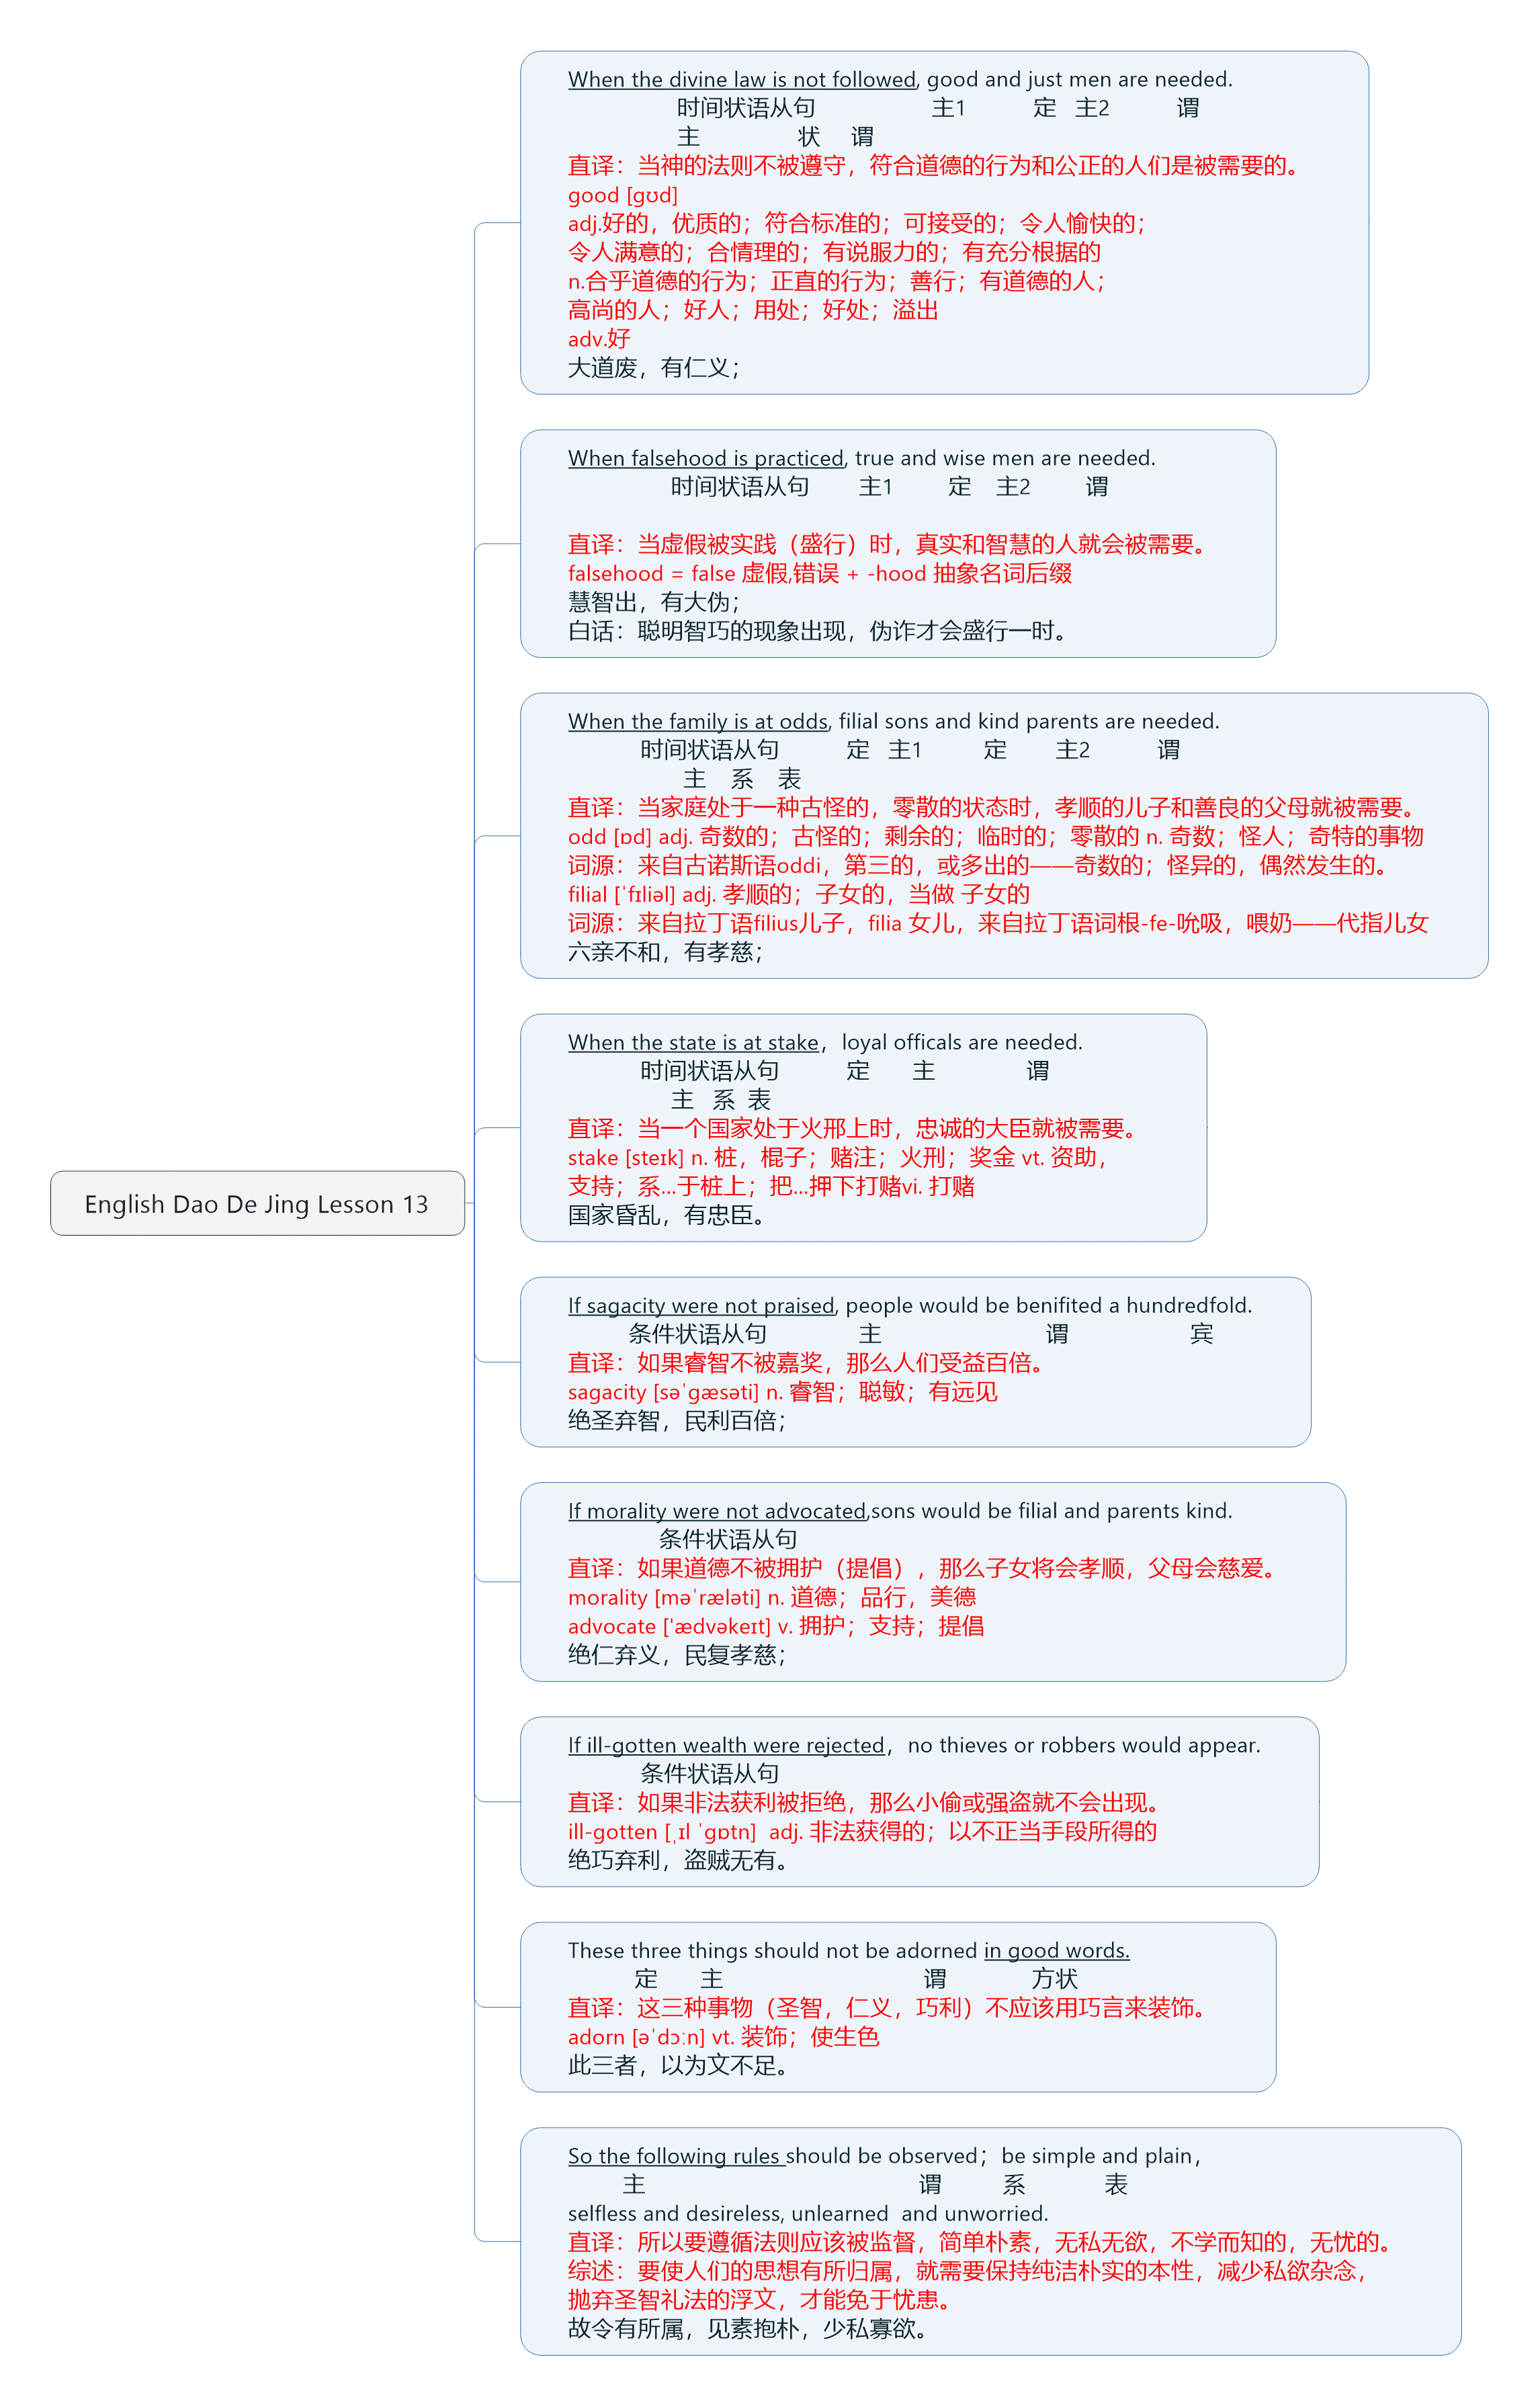 English Dao De Jing Lesson 13
When the divine law is not followed, good and just men are needed.
时间状语从句 主1 定 主2 谓
主 状 谓
直译：当神的法则不被遵守，符合道德的行为和公正的人们是被需要的。
good [gʊd]
adj.好的，优质的；符合标准的；可接受的；令人愉快的；
令人满意的；合情理的；有说服力的；有充分根据的
n.合乎道德的行为；正直的行为；善行；有道德的人；
高尚的人；好人；用处；好处；溢出
adv.好
大道废，有仁义；
When falsehood is practiced, true and wise men are needed.
时间状语从句 主1 定 主2 谓
直译：当虚假被实践（盛行）时，真实和智慧的人就会被需要。
falsehood = false 虚假,错误 + -hood 抽象名词后缀
慧智出，有大伪；
白话：聪明智巧的现象出现，伪诈才会盛行一时。
When the family is at odds, filial sons and kind parents are needed.
时间状语从句 定 主1 定 主2 谓
主 系 表
直译：当家庭处于一种古怪的，零散的状态时，孝顺的儿子和善良的父母就被需要。
odd [ɒd] adj. 奇数的；古怪的；剩余的；临时的；零散的 n. 奇数；怪人；奇特的事物
词源：来自古诺斯语oddi，第三的，或多出的——奇数的；怪异的，偶然发生的。
filial [ˈfɪliəl] adj. 孝顺的；子女的，当做 子女的
词源：来自拉丁语filius儿子，filia 女儿，来自拉丁语词根-fe-吮吸，喂奶——代指儿女
六亲不和，有孝慈；
When the state is at stake，loyal officals are needed.
时间状语从句 定 主 谓
主 系 表
直译：当一个国家处于火邢上时，忠诚的大臣就被需要。
stake [steɪk] n. 桩，棍子；赌注；火刑；奖金 vt. 资助，
支持；系...于桩上；把...押下打赌vi. 打赌
国家昏乱，有忠臣。
If sagacity were not praised, people would be benifited a hundredfold.
条件状语从句 主 谓 宾
直译：如果睿智不被嘉奖，那么人们受益百倍。
sagacity [səˈɡæsəti] n. 睿智；聪敏；有远见
绝圣弃智，民利百倍；
If morality were not advocated,sons would be filial and parents kind.
条件状语从句
直译：如果道德不被拥护（提倡），那么子女将会孝顺，父母会慈爱。
morality [məˈræləti] n. 道德；品行，美德
advocate ['ædvəkeɪt] v. 拥护；支持；提倡
绝仁弃义，民复孝慈；
If ill-gotten wealth were rejected，no thieves or robbers would appear.
条件状语从句
直译：如果非法获利被拒绝，那么小偷或强盗就不会出现。
ill-gotten [ˌɪl ˈɡɒtn] adj. 非法获得的；以不正当手段所得的
绝巧弃利，盗贼无有。
These three things should not be adorned in good words.
定 主 谓 方状
直译：这三种事物（圣智，仁义，巧利）不应该用巧言来装饰。
adorn [əˈdɔːn] vt. 装饰；使生色
此三者，以为文不足。
So the following rules should be observed；be simple and plain，
主 谓 系 表
selfless and desireless, unlearned and unworried.
直译：所以要遵循法则应该被监督，简单朴素，无私无欲，不学而知的，无忧的。
综述：要使人们的思想有所归属，就需要保持纯洁朴实的本性，减少私欲杂念，
抛弃圣智礼法的浮文，才能免于忧患。
故令有所属，见素抱朴，少私寡欲。